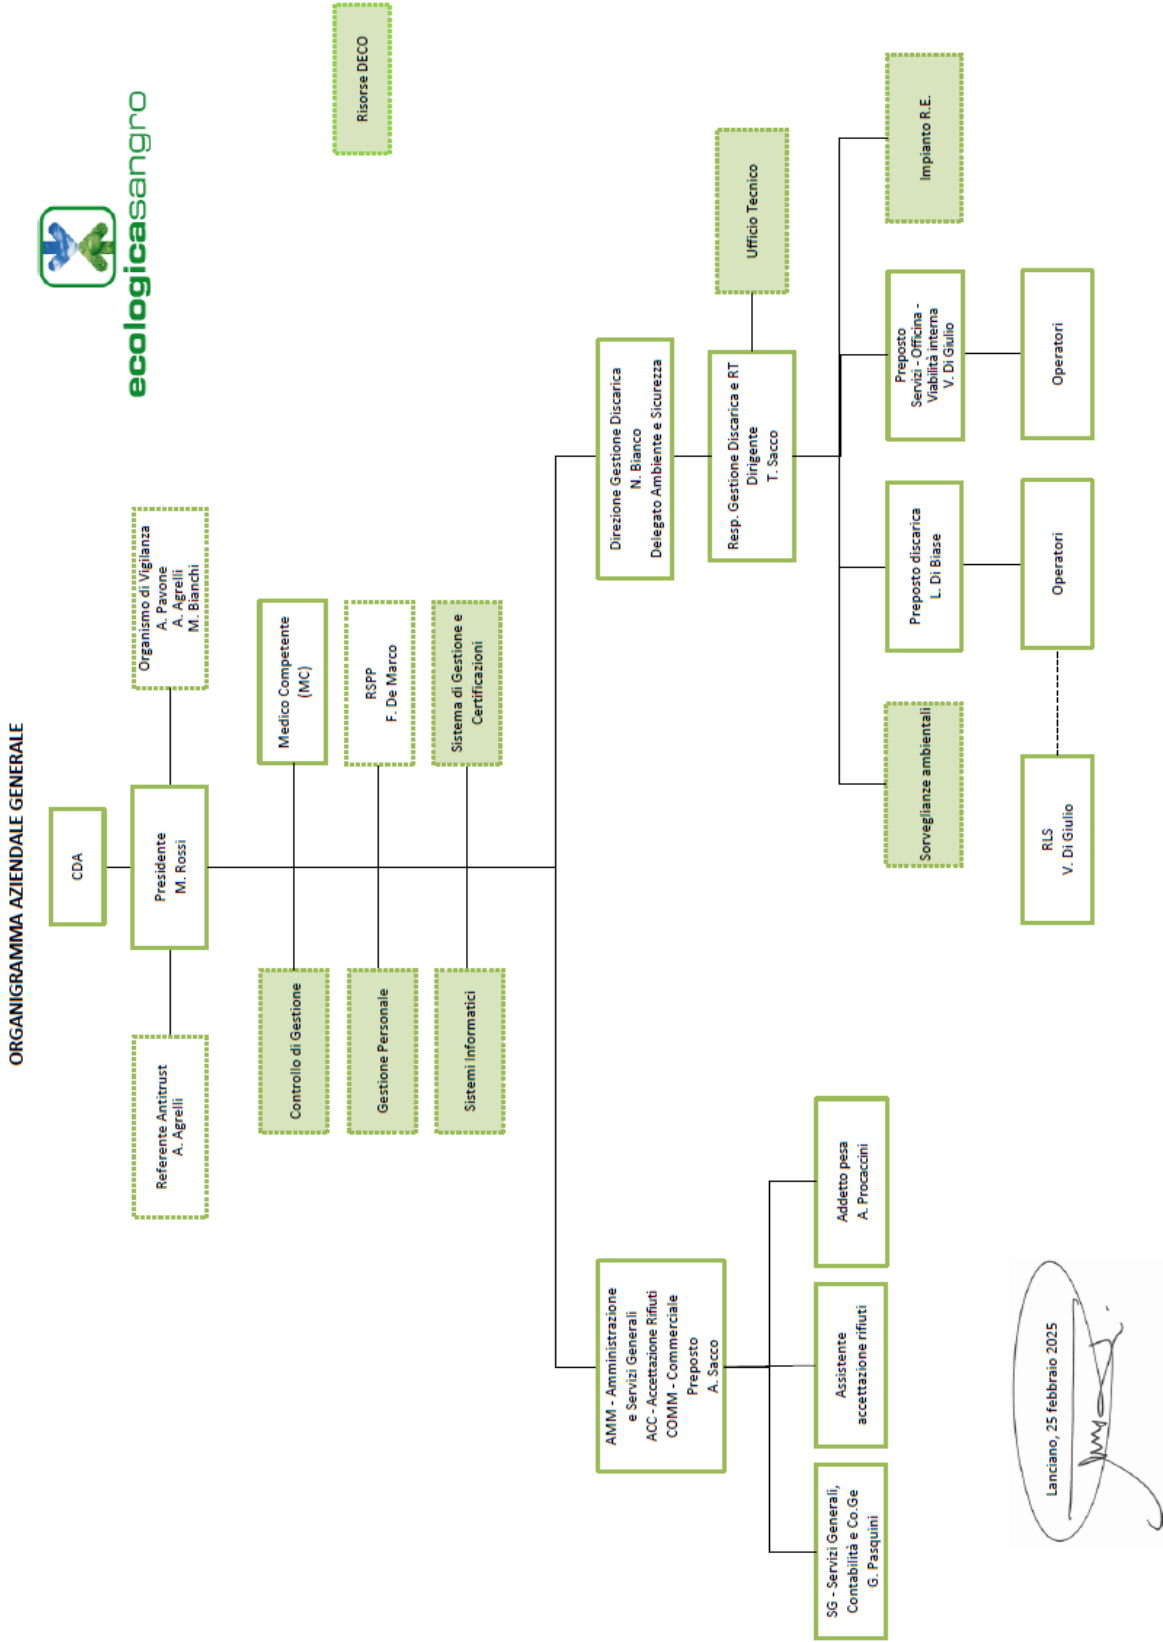 ORGANIGRAMMA AZIENDALE GENERALE
ecologicasangro
Risorse DECO
CDA
Referente Antitrust
A. Agrelli
Presidente
M. Rossi
Organismo di Vigilanza
A. Pavone
A. Agrelli
M. Bianchi
Controllo di Gestione
Medico Competente
(MC)
Gestione Personale
RSPP
F. De Marco
Sistemi Informatici
Sistema di Gestione e
Certificazioni
AMM - Amministrazione
e Servizi Generali
ACC - Accettazione Rifiuti
COMM - Commerciale
Preposto
A. Sacco
Direzione Gestione Discarica
N. Bianco
Delegato Ambiente e Sicurezza
Resp. Gestione Discarica e RT
Dirigente
T. Sacco
Ufficio Tecnico
SG - Servizi Generali,
Contabilità e Co.Ge
G. Pasquini
Assistente
accettazione rifiuti
Addetto pesa
A. Procaccini
Sorveglianze ambientali
Preposto discarica
L. Di Biase
Preposto
Servizi - Officina -
Viabilità interna
V. Di Giulio
Impianto R.E.
RLS
V. Di Giulio
Operatori
Operatori
Lanciano, 25 febbraio 2025